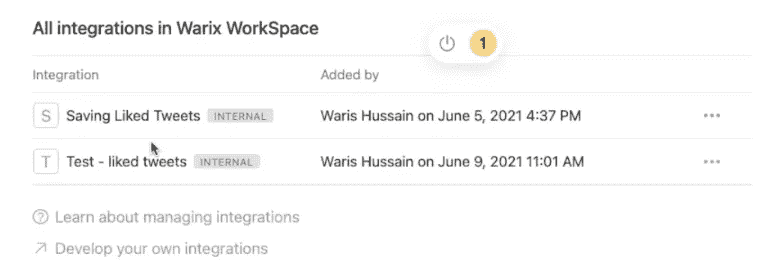 All integrations in Warix WorkSpace
1
Integration Added by
S Saving Liked Tweets INTERNAL Waris Hussain on June 5, 2021 4:37 PM
T Test - liked tweets INTERNAL Waris Hussain on June 9, 2021 11:01 AM
Learn about managing integrations
Develop your own integrations